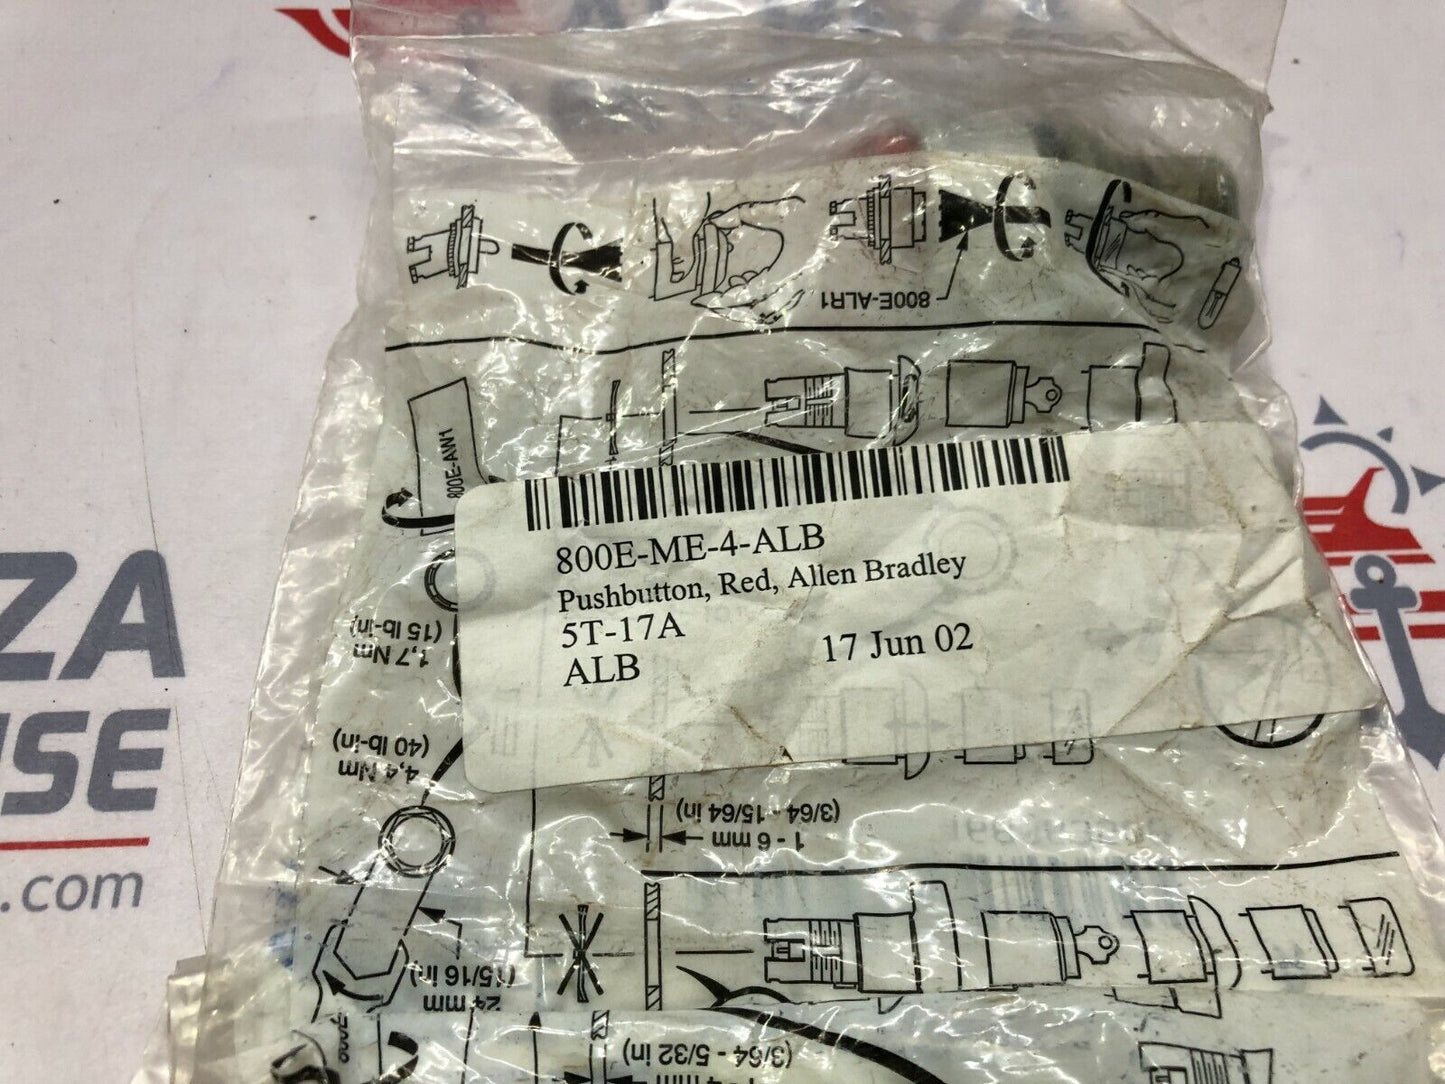 800E-ALR1
800E-AW1
800E-ME-4-ALB
Pushbutton, Red, Allen Bradley
5T-17A
17 Jun 02
ALB
1,7 Nm
(15 lb-in)
4,4 Nm
(40 lb-in)
1 - 6 mm
(3/64 - 15/64 in)
24 mm
(15/16 in)
(3/64 - 5/32 in)
ZA
SE
.com